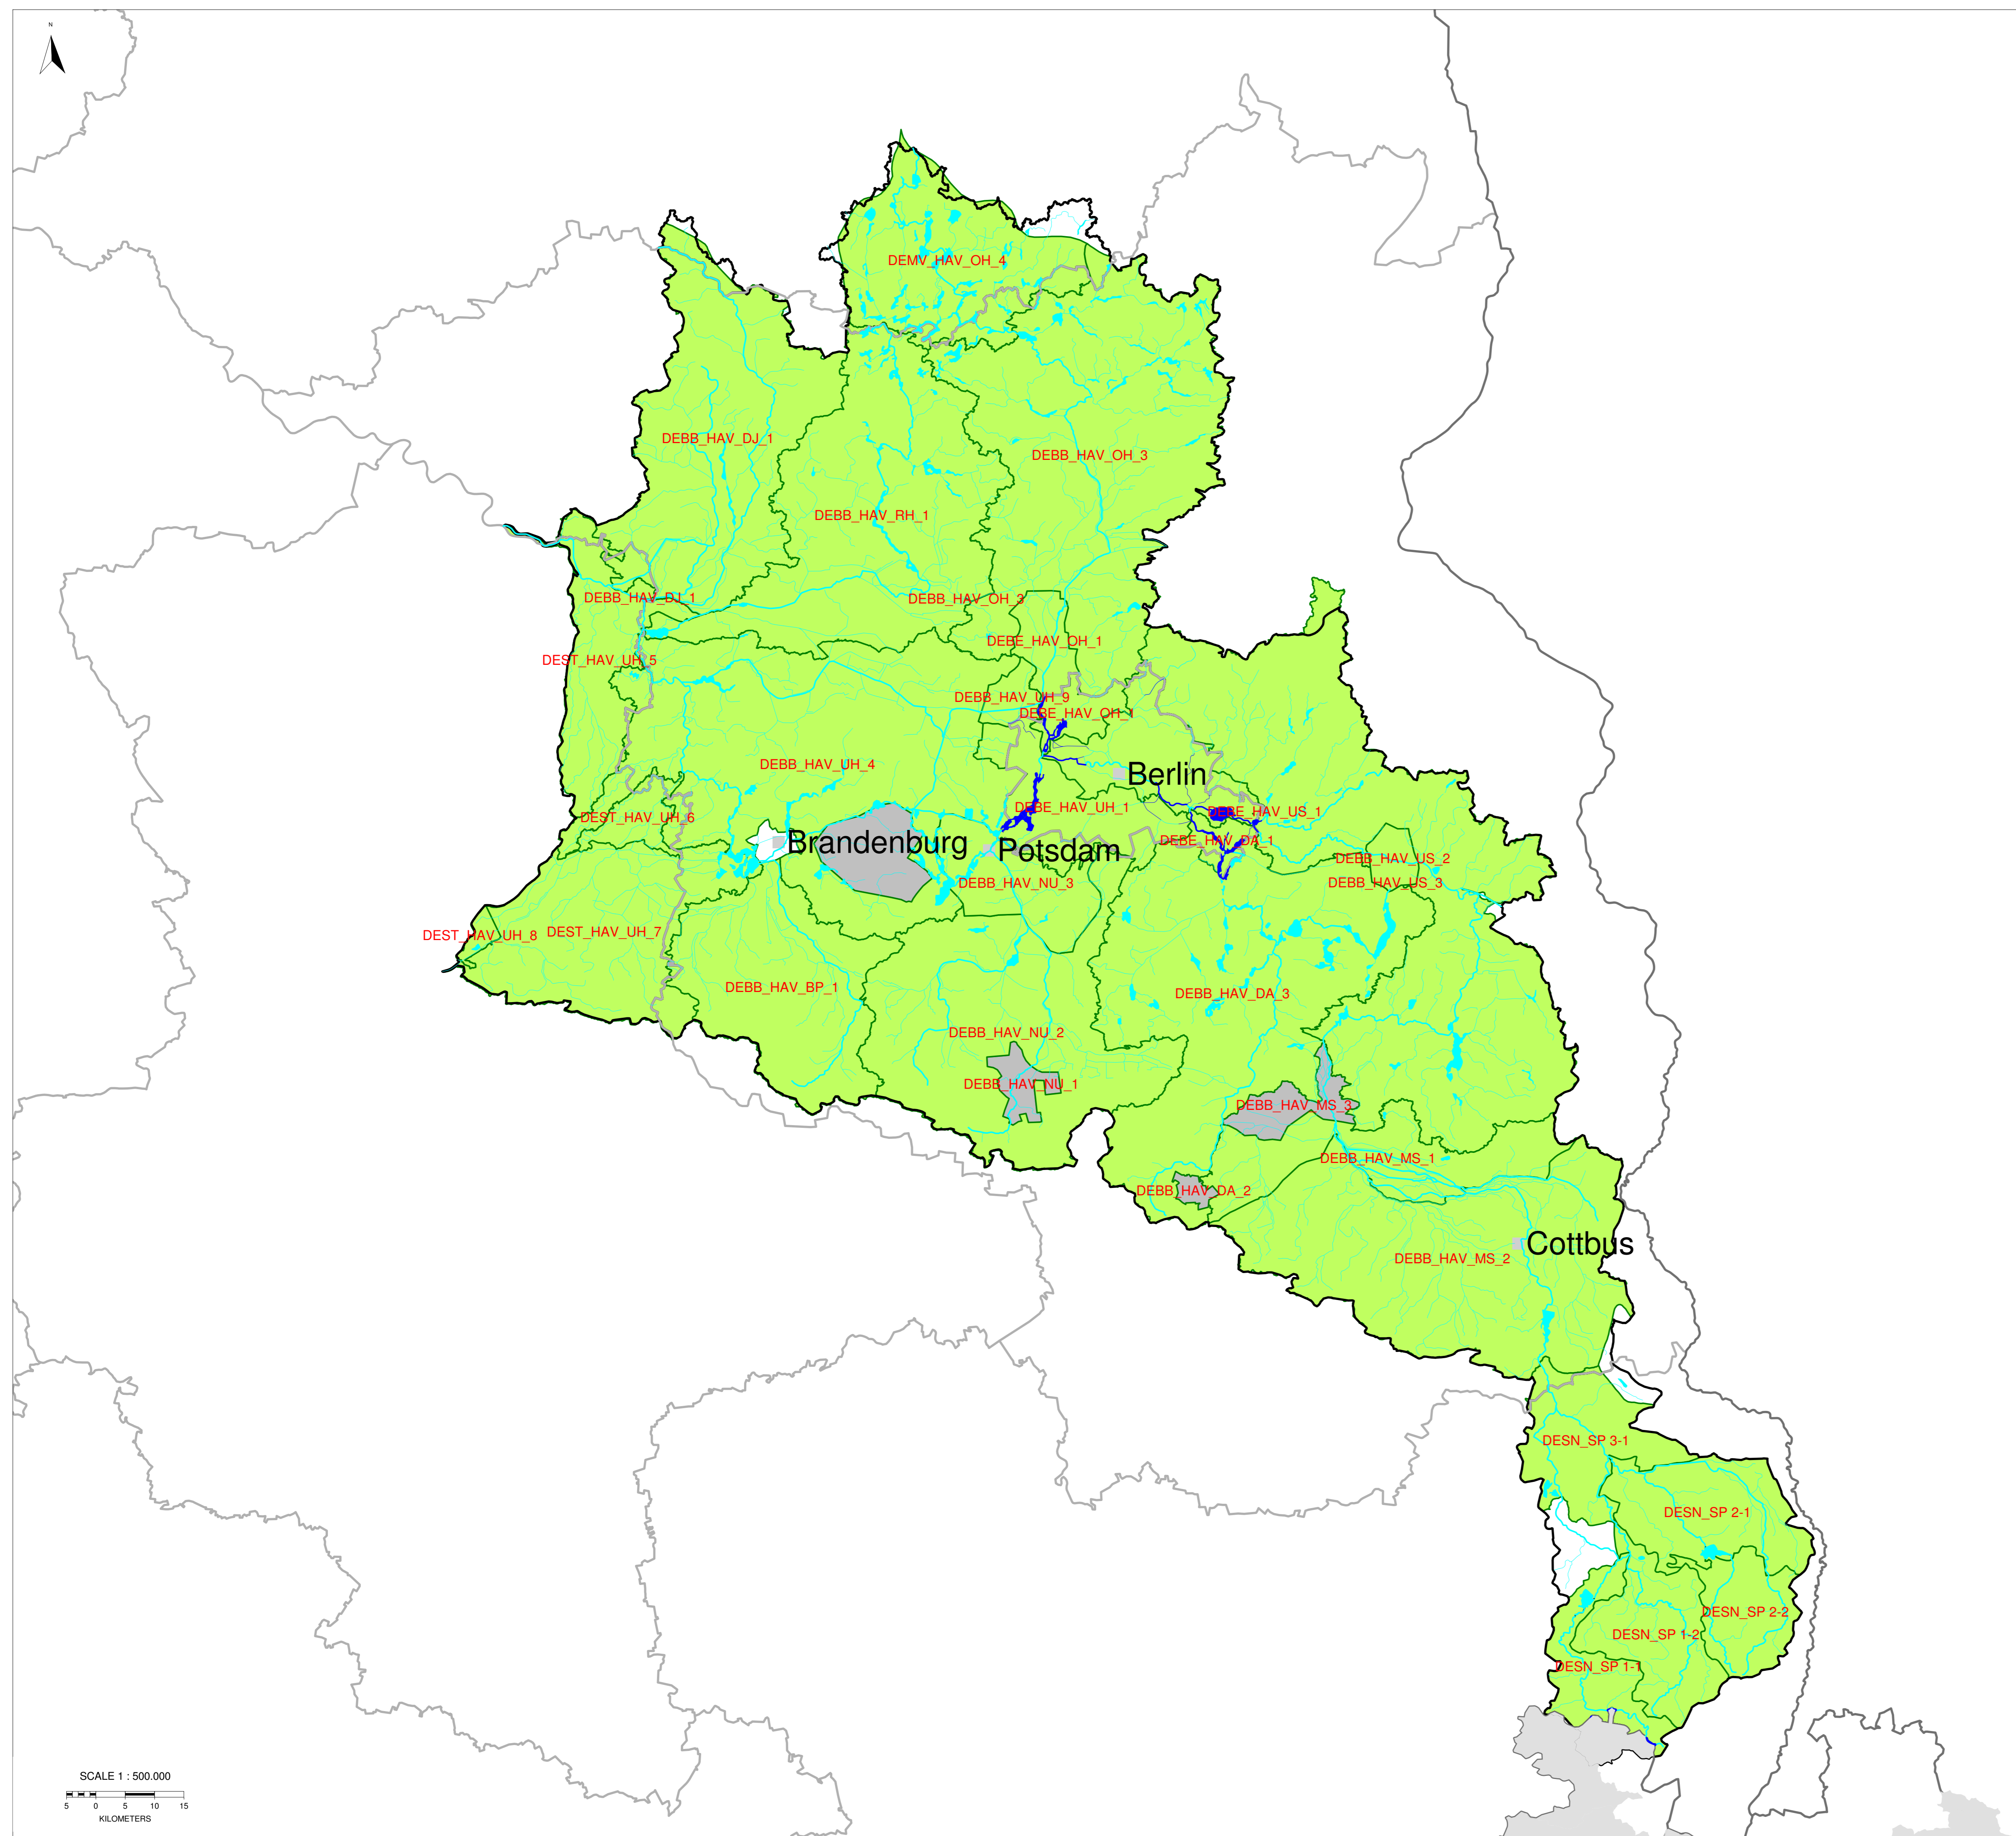 N
DEMV_HAV_OH_4
DEBB_HAV_DJ_1
DEBB_HAV_OH_3
DEBB_HAV_RH_1
DEBB_HAV_DJ_1
DEBB_HAV_OH_3
DEBE_HAV_OH_1
DEST_HAV_UH_5
DEBB_HAV_UH_9
DEBE_HAV_OH_1
DEBB_HAV_UH_4
Berlin
DEBE_HAV_UH_1
DEBE_HAV_US_1
DEST_HAV_UH_6
Brandenburg
Potsdam
DEBE_HAV_DA_1
DEBB_HAV_US_2
DEBB_HAV_NU_3
DEBB_HAV_US_3
DEST_HAV_UH_8
DEST_HAV_UH_7
DEBB_HAV_BP_1
DEBB_HAV_DA_3
DEBB_HAV_NU_2
DEBB_HAV_NU_1
DEBB_HAV_MS_3
DEBB_HAV_MS_1
DEBB_HAV_DA_2
Cottbus
DEBB_HAV_MS_2
DESN_SP 3-1
DESN_SP 2-1
DESN_SP 2-2
DESN_SP 1-2
DESN_SP 1-1
SCALE 1 : 500.000
5 0 5 10 15
KILOMETERS